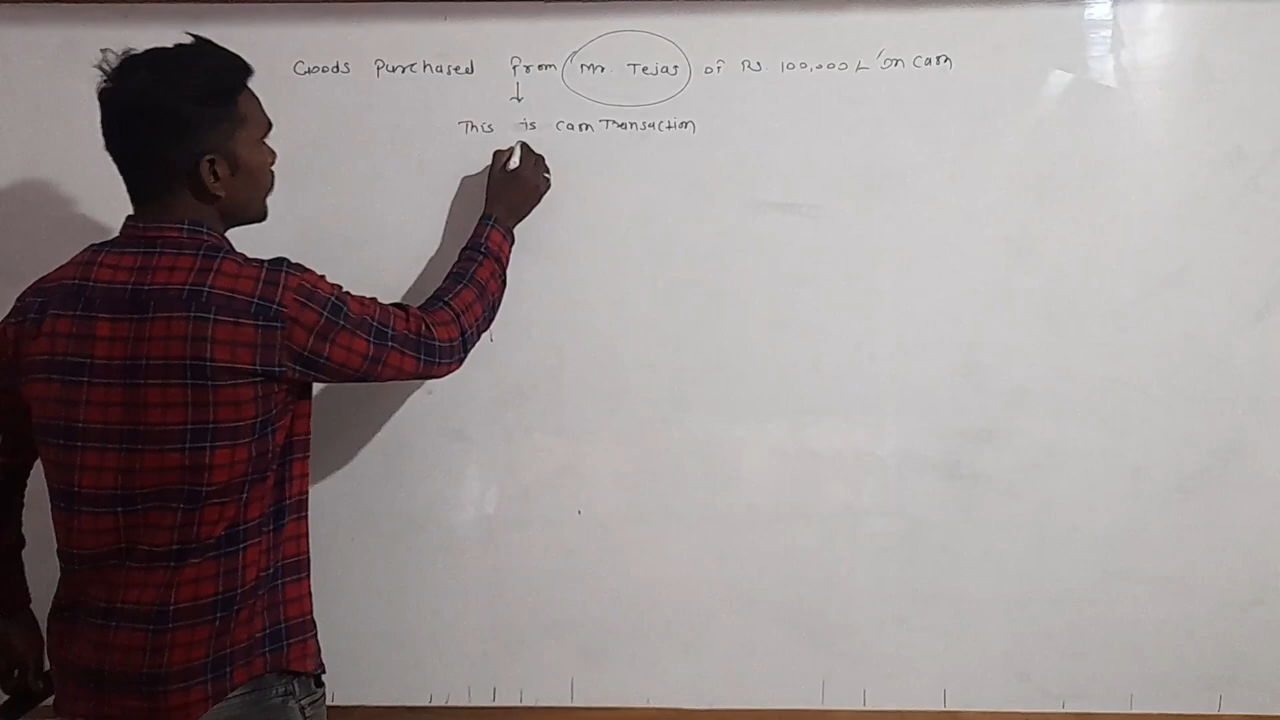 Goods Purchased from "Mr. Tejas of Rs. 100,000/- "on Cash
This is Cash Transaction